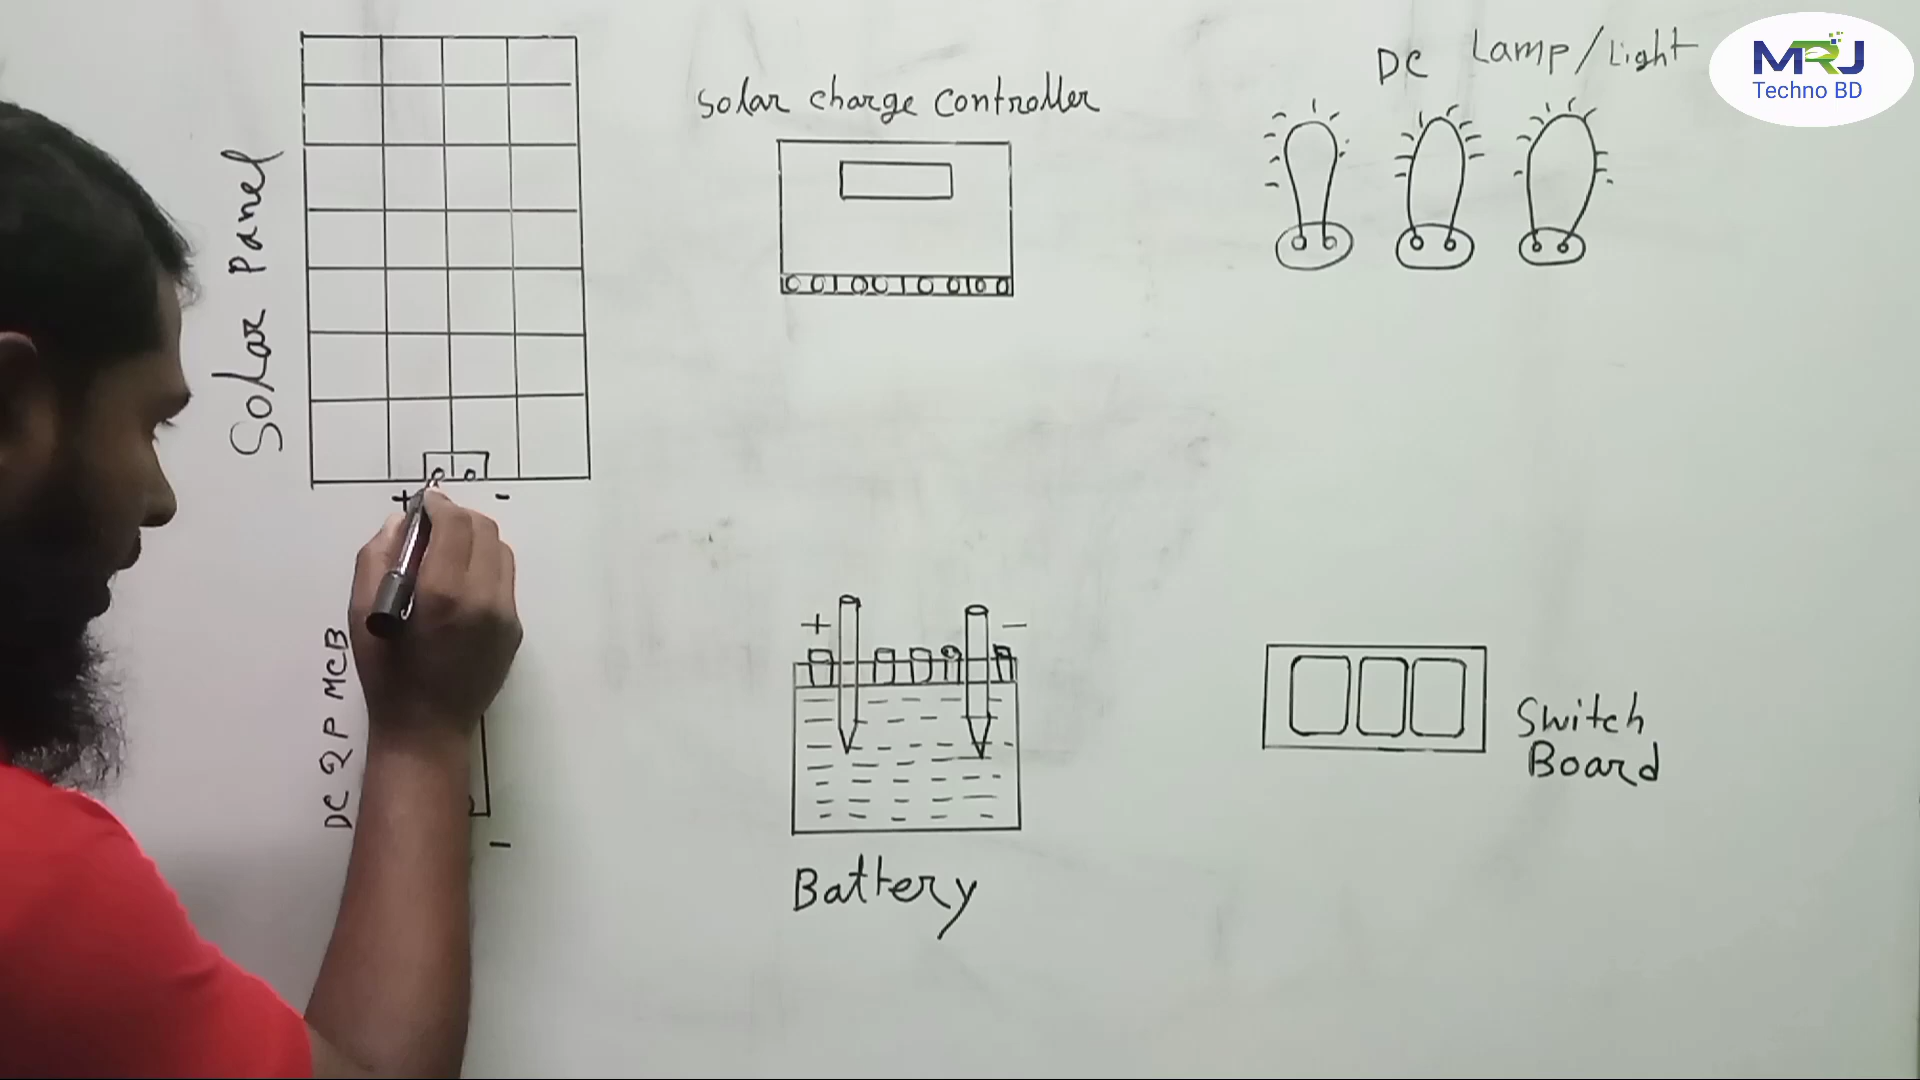 Solar Panel
+ -
Solar charge Controller
DC Lamp/Light
MRJ
Techno BD
DC 2P MCB
-
+ -
Battery
Switch
Board